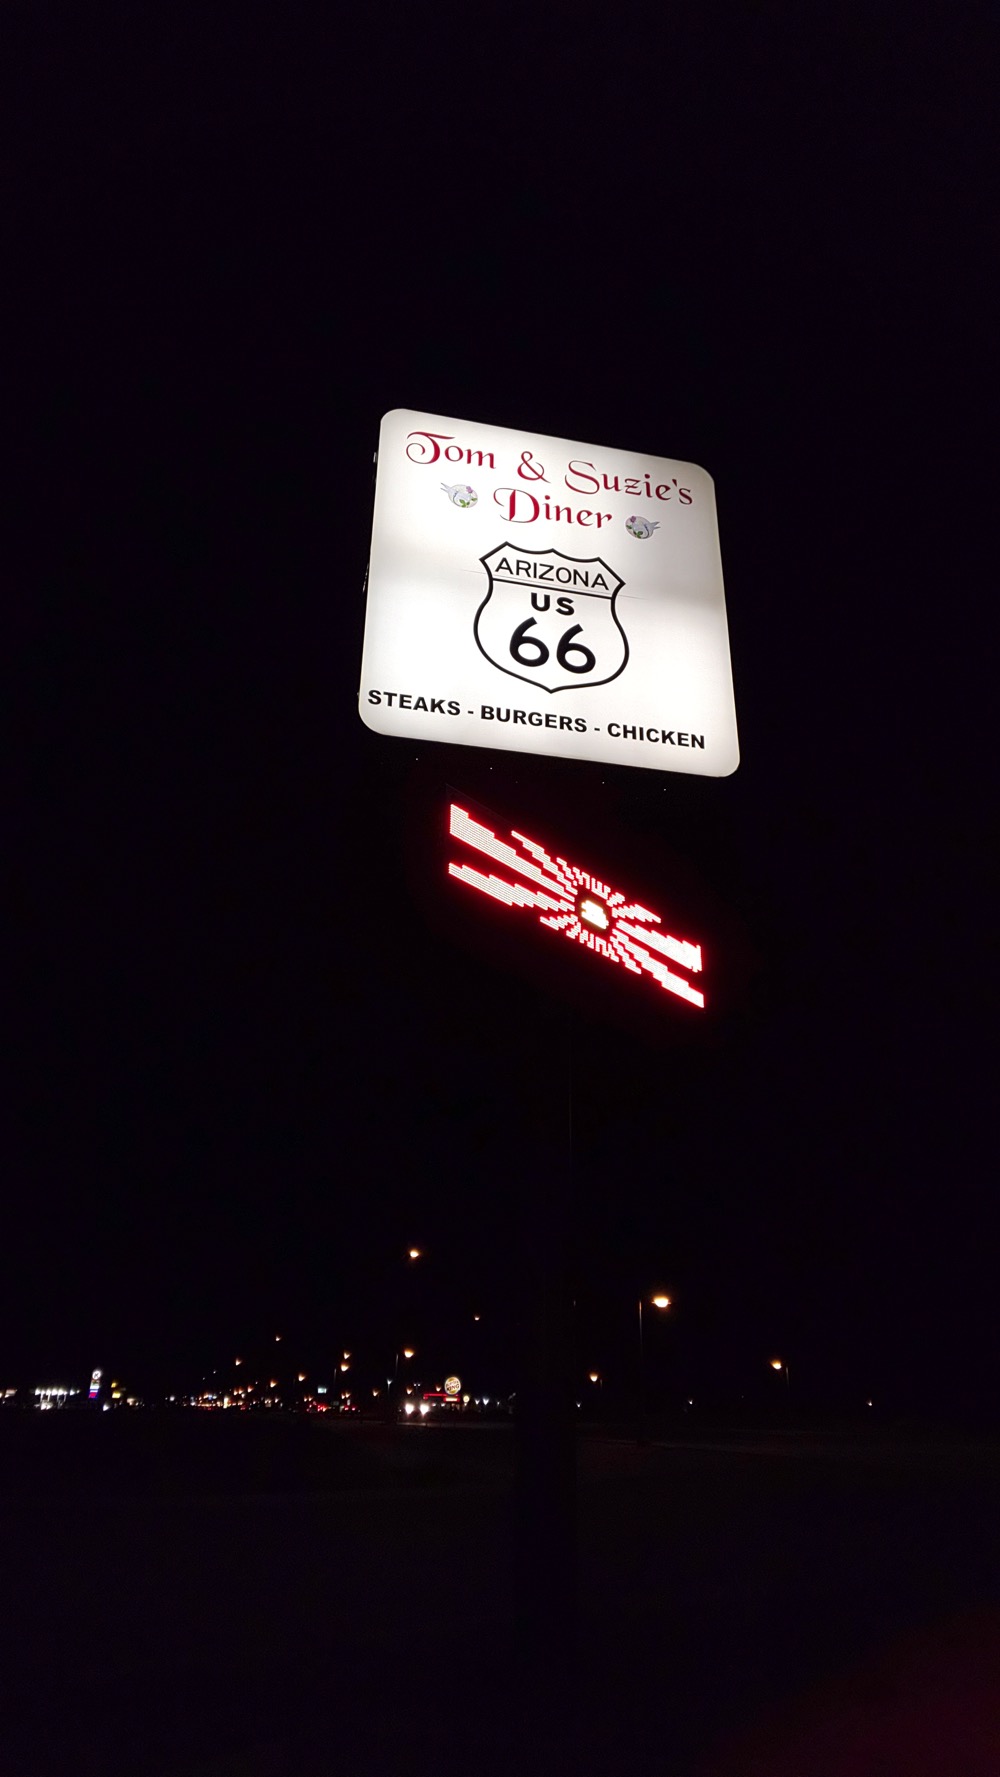 Tom & Suzie's
Diner
ARIZONA
US
66
STEAKS - BURGERS - CHICKEN